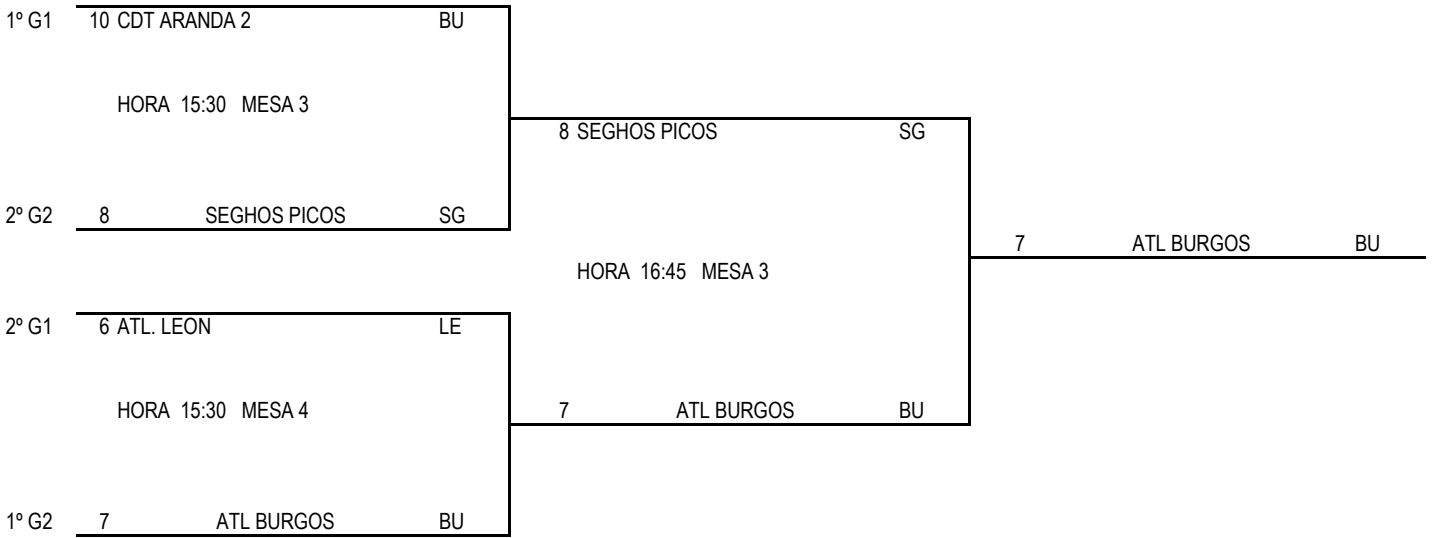 1º G1 10 CDT ARANDA 2 BU
HORA 15:30 MESA 3
8 SEGHOS PICOS SG
2º G2 8 SEGHOS PICOS SG
7 ATL BURGOS BU
HORA 16:45 MESA 3
2º G1 6 ATL. LEON LE
HORA 15:30 MESA 4
7 ATL BURGOS BU
1º G2 7 ATL BURGOS BU